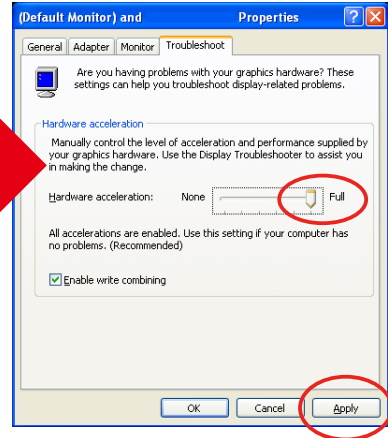 (Default Monitor) and Properties
General Adapter Monitor Troubleshoot
Are you having problems with your graphics hardware? These
settings can help you troubleshoot display-related problems.
Hardware acceleration
Manually control the level of acceleration and performance supplied by
your graphics hardware. Use the Display Troubleshooter to assist you
in making the change.
Hardware acceleration: None Full
All accelerations are enabled. Use this setting if your computer has
no problems. (Recommended)
Enable write combining
OK Cancel Apply